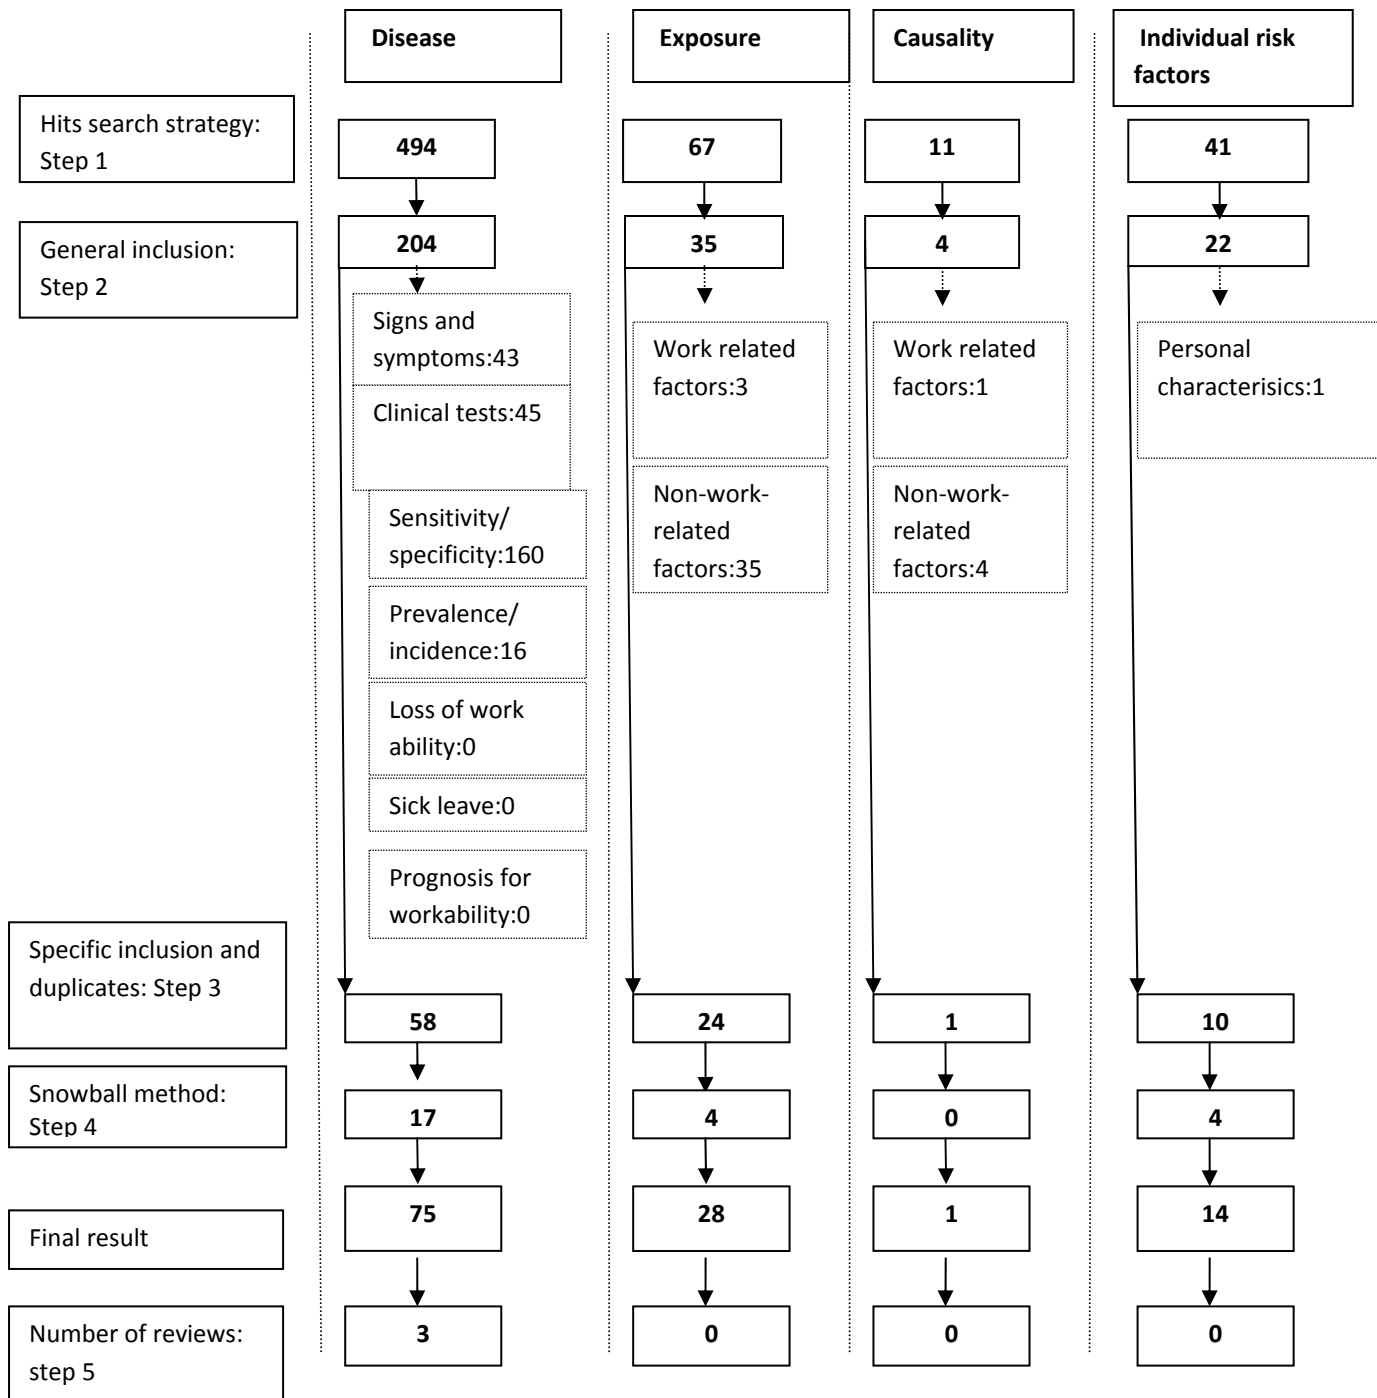 Disease
Exposure
Causality
Individual risk
factors
Hits search strategy:
Step 1
494
67
11
41
General inclusion:
Step 2
204
35
4
22
Signs and
symptoms:43
Clinical tests:45
Sensitivity/
specificity:160
Prevalence/
incidence:16
Loss of work
ability:0
Sick leave:0
Prognosis for
workability:0
Work related
factors:3
Non-work-
related
factors:35
Work related
factors:1
Non-work-
related
factors:4
Personal
characterisics:1
Specific inclusion and
duplicates: Step 3
58
24
1
10
Snowball method:
Step 4
17
4
0
4
Final result
75
28
1
14
Number of reviews:
step 5
3
0
0
0